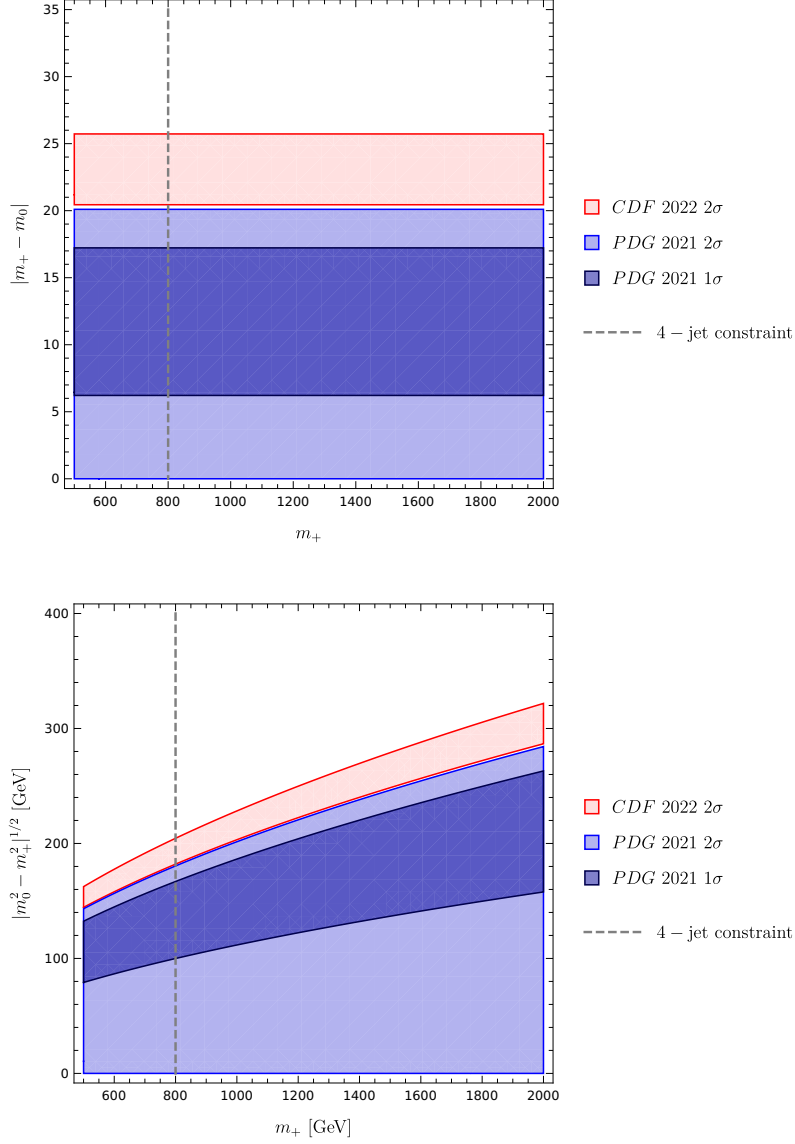 35
30
25
20
15
10
5
0
|m₊ − m₀|
600 800 1000 1200 1400 1600 1800 2000
m₊
CDF 2022 2σ
PDG 2021 2σ
PDG 2021 1σ
4 − jet constraint
400
300
200
100
0
|m₀² − m₊²|^{1/2} [GeV]
600 800 1000 1200 1400 1600 1800 2000
m₊ [GeV]
CDF 2022 2σ
PDG 2021 2σ
PDG 2021 1σ
4 − jet constraint